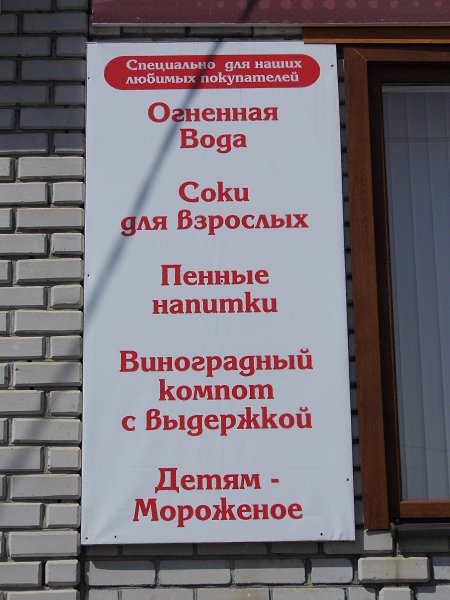 Специально для наших
любимых покупателей
Огненная
Вода
Соки
для взрослых
Пенные
напитки
Виноградный
компот
с выдержкой
Детям -
Мороженое